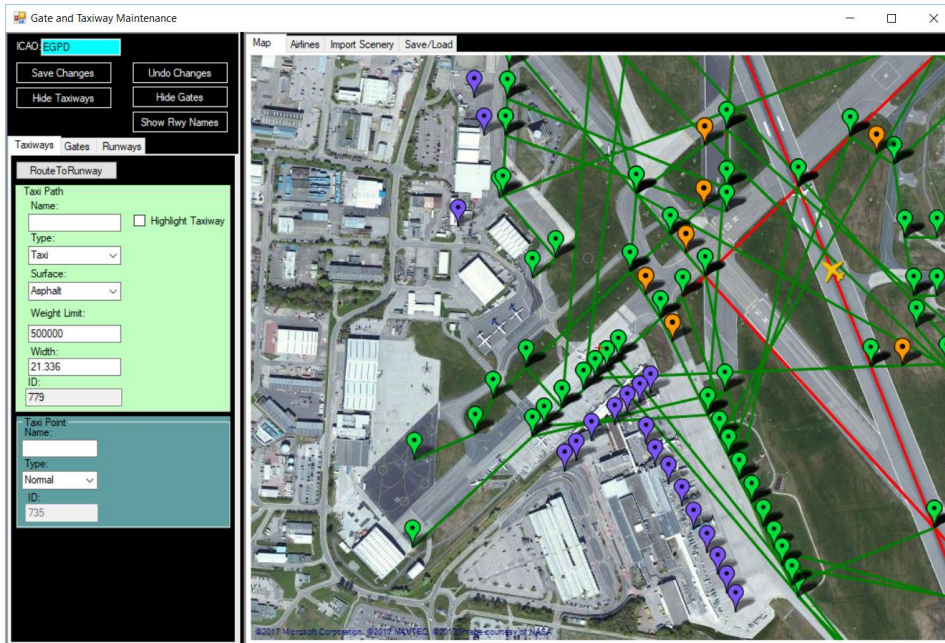 Gate and Taxiway Maintenance
ICAO: EGPD
Save Changes
Undo Changes
Hide Taxiways
Hide Gates
Show Rwy Names
Taxiways Gates Runways
RouteToRunway
Taxi Path
Name:
Highlight Taxiway
Type:
Taxi
Surface:
Asphalt
Weight Limit:
500000
Width:
21.336
ID:
779
Taxi Point
Name:
Type:
Normal
ID:
735
Map Airlines Import Scenery Save/Load
©2017 Microsoft Corporation, ©2017 NAVTEQ, ©2017 Image courtesy of NASA